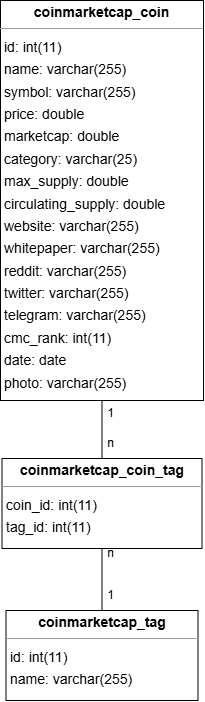 coinmarketcap_coin
id: int(11)
name: varchar(255)
symbol: varchar(255)
price: double
marketcap: double
category: varchar(25)
max_supply: double
circulating_supply: double
website: varchar(255)
whitepaper: varchar(255)
reddit: varchar(255)
twitter: varchar(255)
telegram: varchar(255)
cmc_rank: int(11)
date: date
photo: varchar(255)
1
n
coinmarketcap_coin_tag
coin_id: int(11)
tag_id: int(11)
n
1
coinmarketcap_tag
id: int(11)
name: varchar(255)